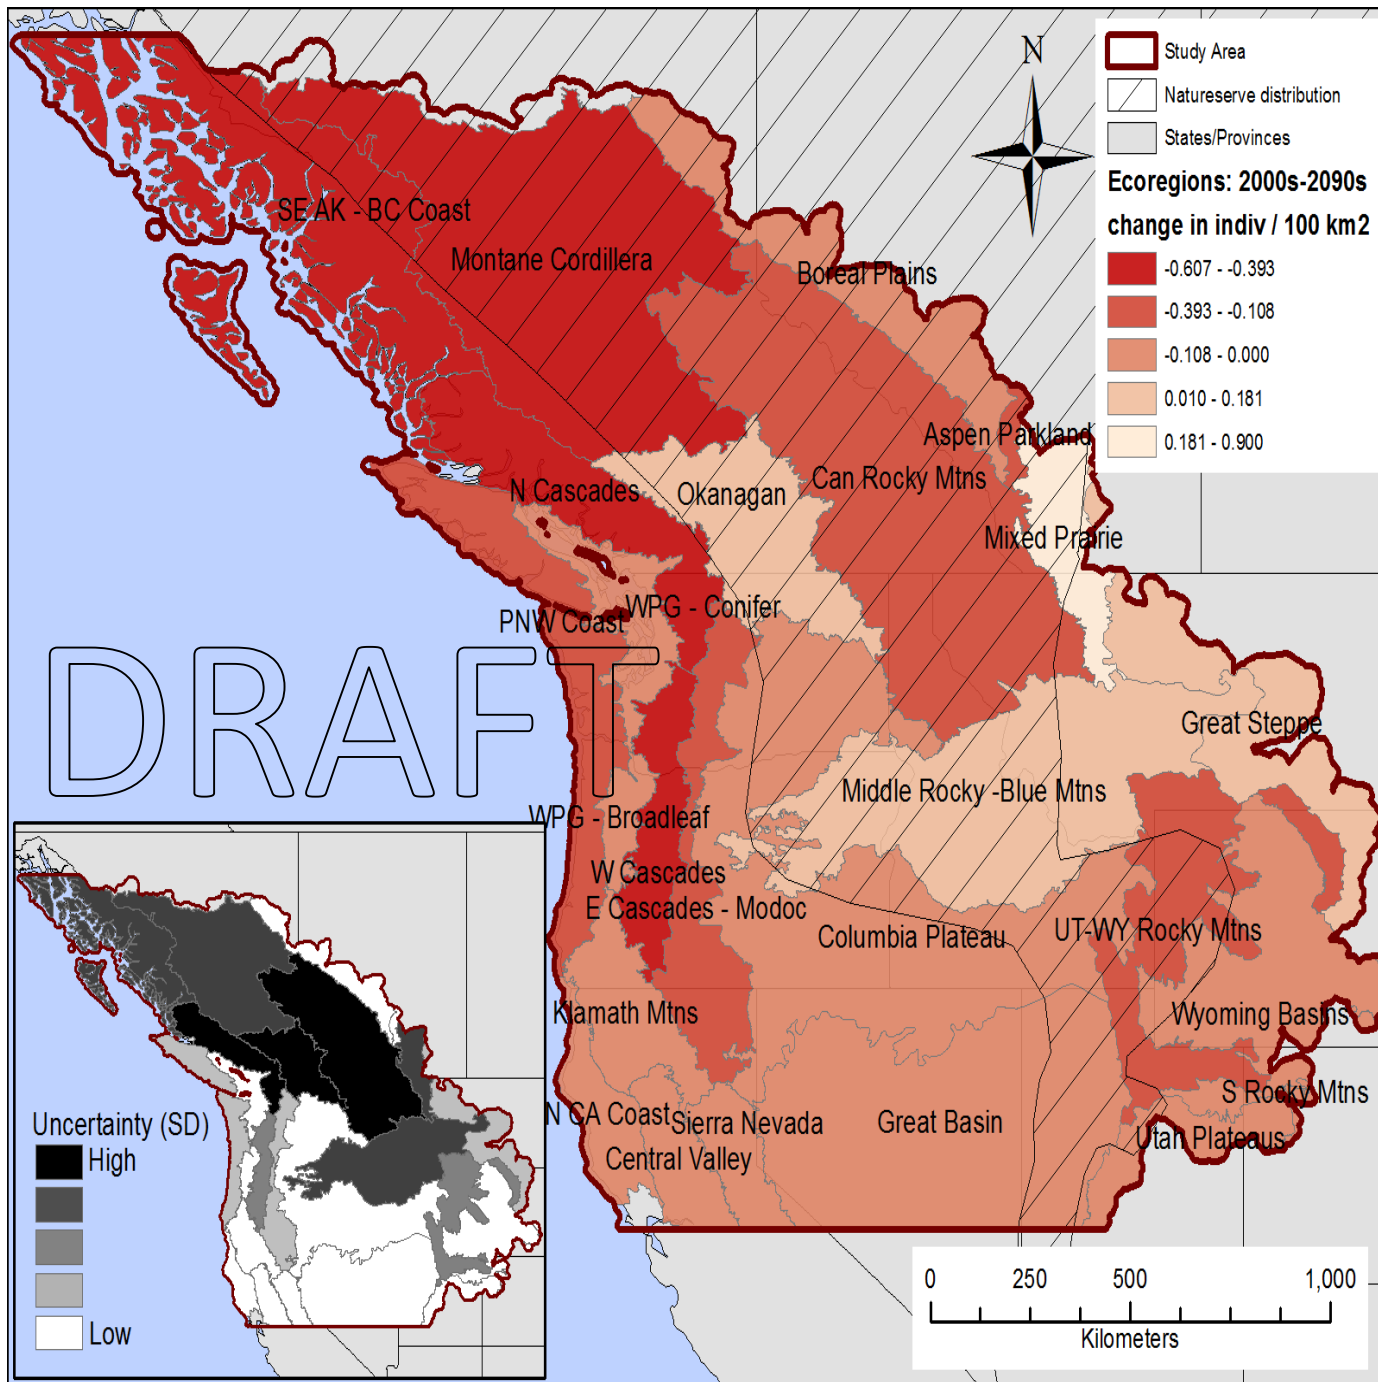 N
Study Area
Natureserve distribution
States/Provinces
Ecoregions: 2000s-2090s
change in indiv / 100 km2
-0.607 - -0.393
-0.393 - -0.108
-0.108 - 0.000
0.010 - 0.181
0.181 - 0.900
SE AK - BC Coast
Montane Cordillera
Boreal Plains
Aspen Parkland
Can Rocky Mtns
N Cascades
Okanagan
Mixed Prairie
WPG - Conifer
PNW Coast
DRAFT
Great Steppe
Middle Rocky -Blue Mtns
WPG - Broadleaf
W Cascades
E Cascades - Modoc
Columbia Plateau
UT-WY Rocky Mtns
Klamath Mtns
Wyoming Basins
S Rocky Mtns
N CA Coast
Sierra Nevada
Great Basin
Utah Plateaus
Central Valley
Uncertainty (SD)
High
Low
0 250 500 1,000
Kilometers